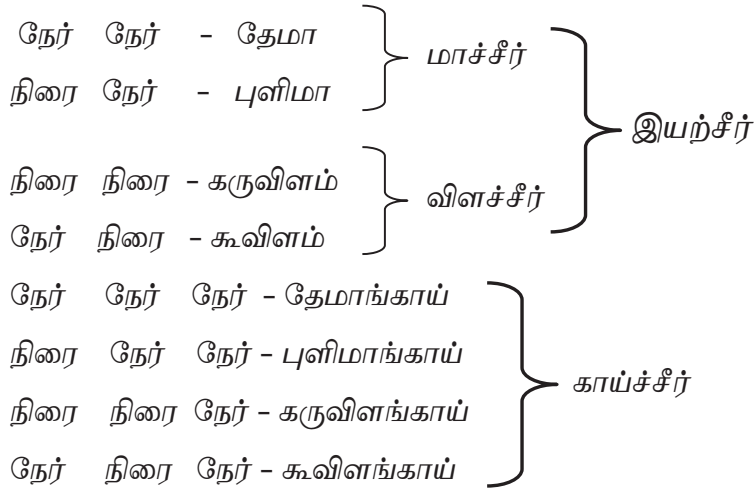 நேர் நேர் – தேமா
நிரை நேர் – புளிமா
மாச்சீர்
நிரை நிரை – கருவிளம்
நேர் நிரை – கூவிளம்
விளச்சீர்
இயற்சீர்
நேர் நேர் நேர் – தேமாங்காய்
நிரை நேர் நேர் – புளிமாங்காய்
நிரை நிரை நேர் – கருவிளங்காய்
நேர் நிரை நேர் – கூவிளங்காய்
காய்ச்சீர்